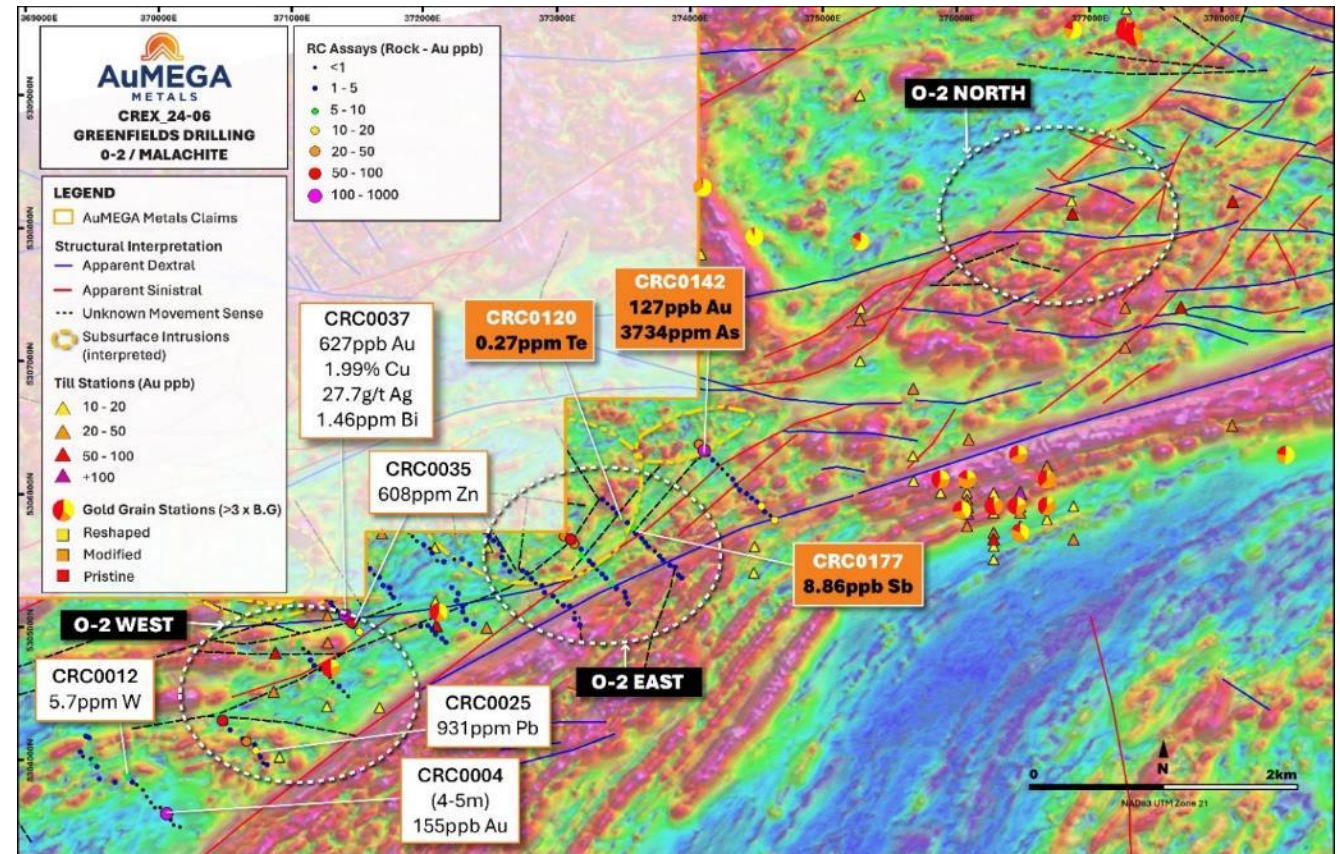 369000E 370000E 371000E 372000E 373000E 374000E 375000E 376000E 377000E 378000E
AuMEGA
METALS
CREX_24-06
GREENFIELDS DRILLING
O-2 / MALACHITE
RC Assays (Rock - Au ppb)
<1
1 - 5
5 - 10
10 - 20
20 - 50
50 - 100
100 - 1000
LEGEND
AuMEGA Metals Claims
Structural Interpretation
Apparent Dextral
Apparent Sinistral
Unknown Movement Sense
Subsurface Intrusions
(interpreted)
Till Stations (Au ppb)
10 - 20
20 - 50
50 - 100
+100
Gold Grain Stations (>3 x B.G)
Reshaped
Modified
Pristine
5309000N
5308000N
5307000N
5306000N
5305000N
5304000N
O-2 NORTH
CRC0142
127ppb Au
3734ppm As
CRC0120
0.27ppm Te
CRC0037
627ppb Au
1.99% Cu
27.7g/t Ag
1.46ppm Bi
CRC0035
608ppm Zn
CRC0177
8.86ppb Sb
O-2 WEST
O-2 EAST
CRC0012
5.7ppm W
CRC0025
931ppm Pb
CRC0004
(4-5m)
155ppb Au
0 N 2km
NAD83 UTM Zone 21